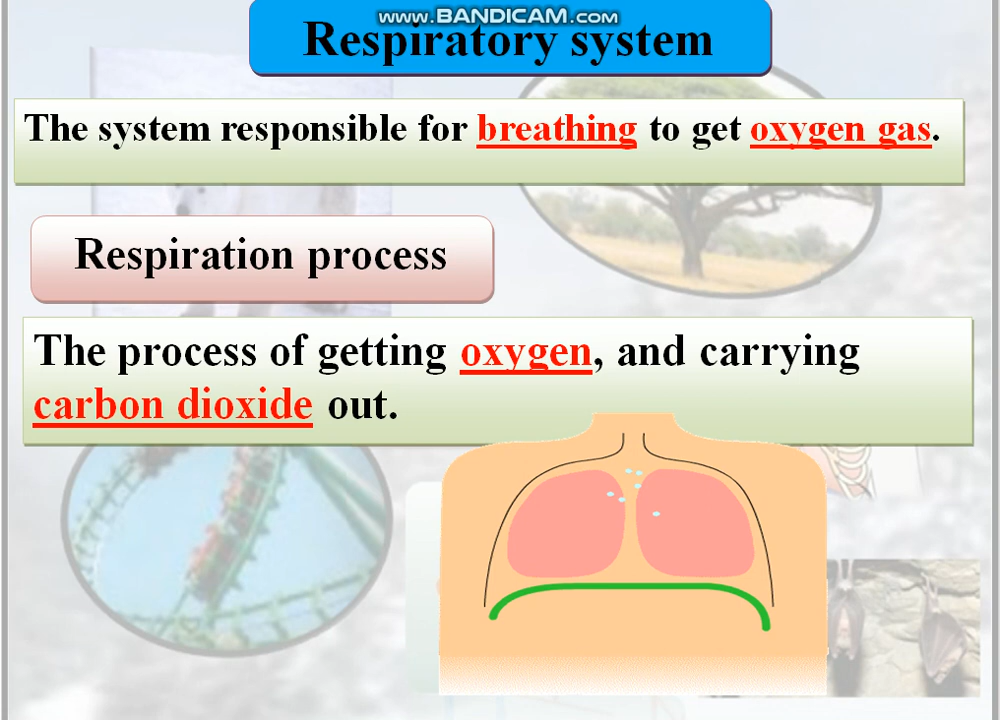 www.BANDICAM.com
Respiratory system
The system responsible for breathing to get oxygen gas.
Respiration process
The process of getting oxygen, and carrying
carbon dioxide out.